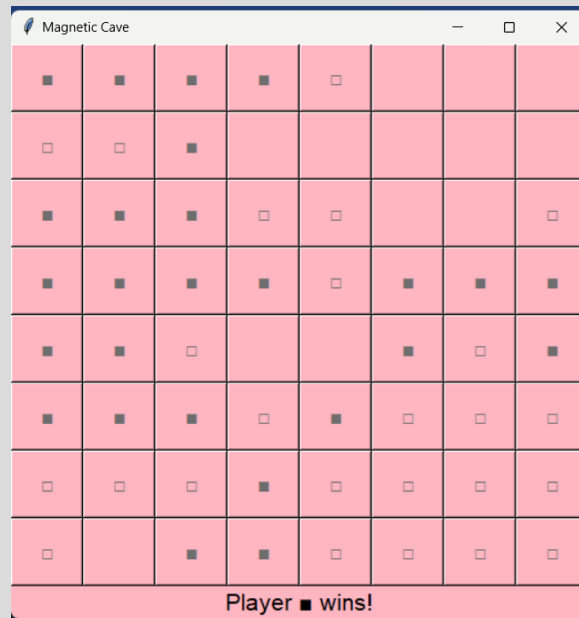 Magnetic Cave
■ ■ ■ ■ □
□ □ ■
■ ■ ■ □ □ □
■ ■ ■ ■ □ ■ ■ ■
■ ■ □ ■ □ ■
■ ■ ■ □ ■ □ □ □
□ □ □ ■ □ □ □ □
□ ■ ■ □ □ □ □
Player ■ wins!